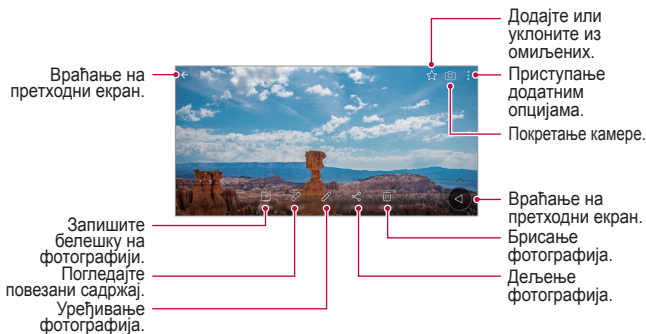 Додајте или
уклоните из
омиљених.
Враћање на
претходни екран.
Приступање
додатним
опцијама.
Покретање камере.
Враћање на
претходни екран.
Запишите
белешку на
фотографији.
Брисање
фотографија.
Погледајте
повезани садржај.
Дељење
фотографија.
Уређивање
фотографија.